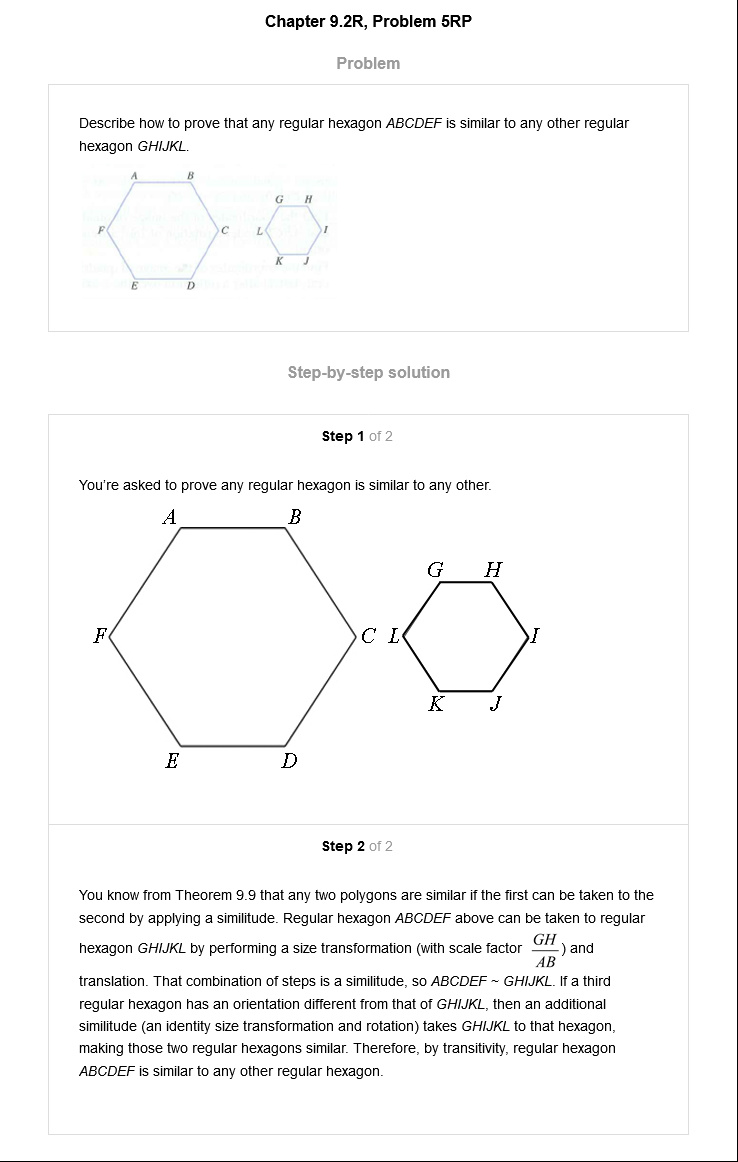 Chapter 9.2R, Problem 5RP
Problem
Describe how to prove that any regular hexagon ABCDEF is similar to any other regular
hexagon GHIJKL.
A B
G H
F C L I
K J
E D
Step-by-step solution
Step 1 of 2
You're asked to prove any regular hexagon is similar to any other.
A B
G H
F C L I
K J
E D
Step 2 of 2
You know from Theorem 9.9 that any two polygons are similar if the first can be taken to the
second by applying a similitude. Regular hexagon ABCDEF above can be taken to regular
hexagon GHIJKL by performing a size transformation (with scale factor GH/AB) and
translation. That combination of steps is a similitude, so ABCDEF ~ GHIJKL. If a third
regular hexagon has an orientation different from that of GHIJKL, then an additional
similitude (an identity size transformation and rotation) takes GHIJKL to that hexagon,
making those two regular hexagons similar. Therefore, by transitivity, regular hexagon
ABCDEF is similar to any other regular hexagon.